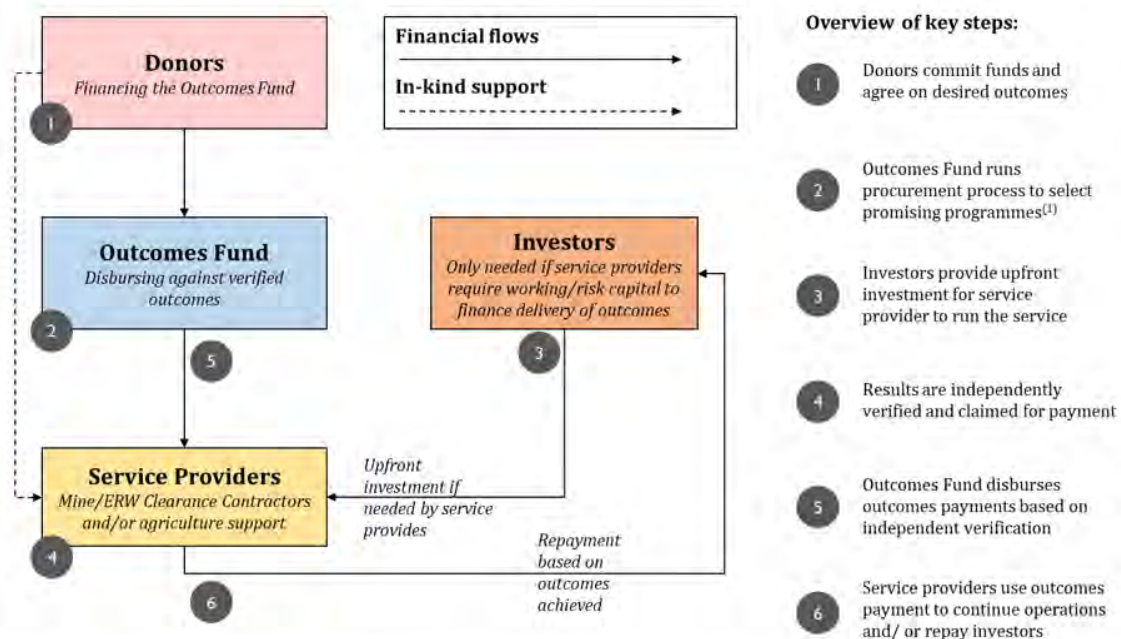 Donors
Financing the Outcomes Fund
1
Financial flows
In-kind support
Outcomes Fund
Disbursing against verified
outcomes
2
5
Investors
Only needed if service providers
require working/risk capital to
finance delivery of outcomes
3
Service Providers
Mine/ERW Clearance Contractors
and/or agriculture support
4
Upfront
investment if
needed by service
provides
6
Repayment
based on
outcomes
achieved
Overview of key steps:
1
Donors commit funds and
agree on desired outcomes
2
Outcomes Fund runs
procurement process to select
promising programmes(1)
3
Investors provide upfront
investment for service
provider to run the service
4
Results are independently
verified and claimed for payment
5
Outcomes Fund disburses
outcomes payments based on
independent verification
6
Service providers use outcomes
payment to continue operations
and/ or repay investors